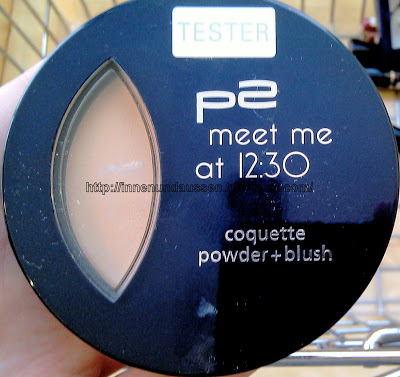 TESTER
p2
meet me
at 12:30
coquette
powder+blush